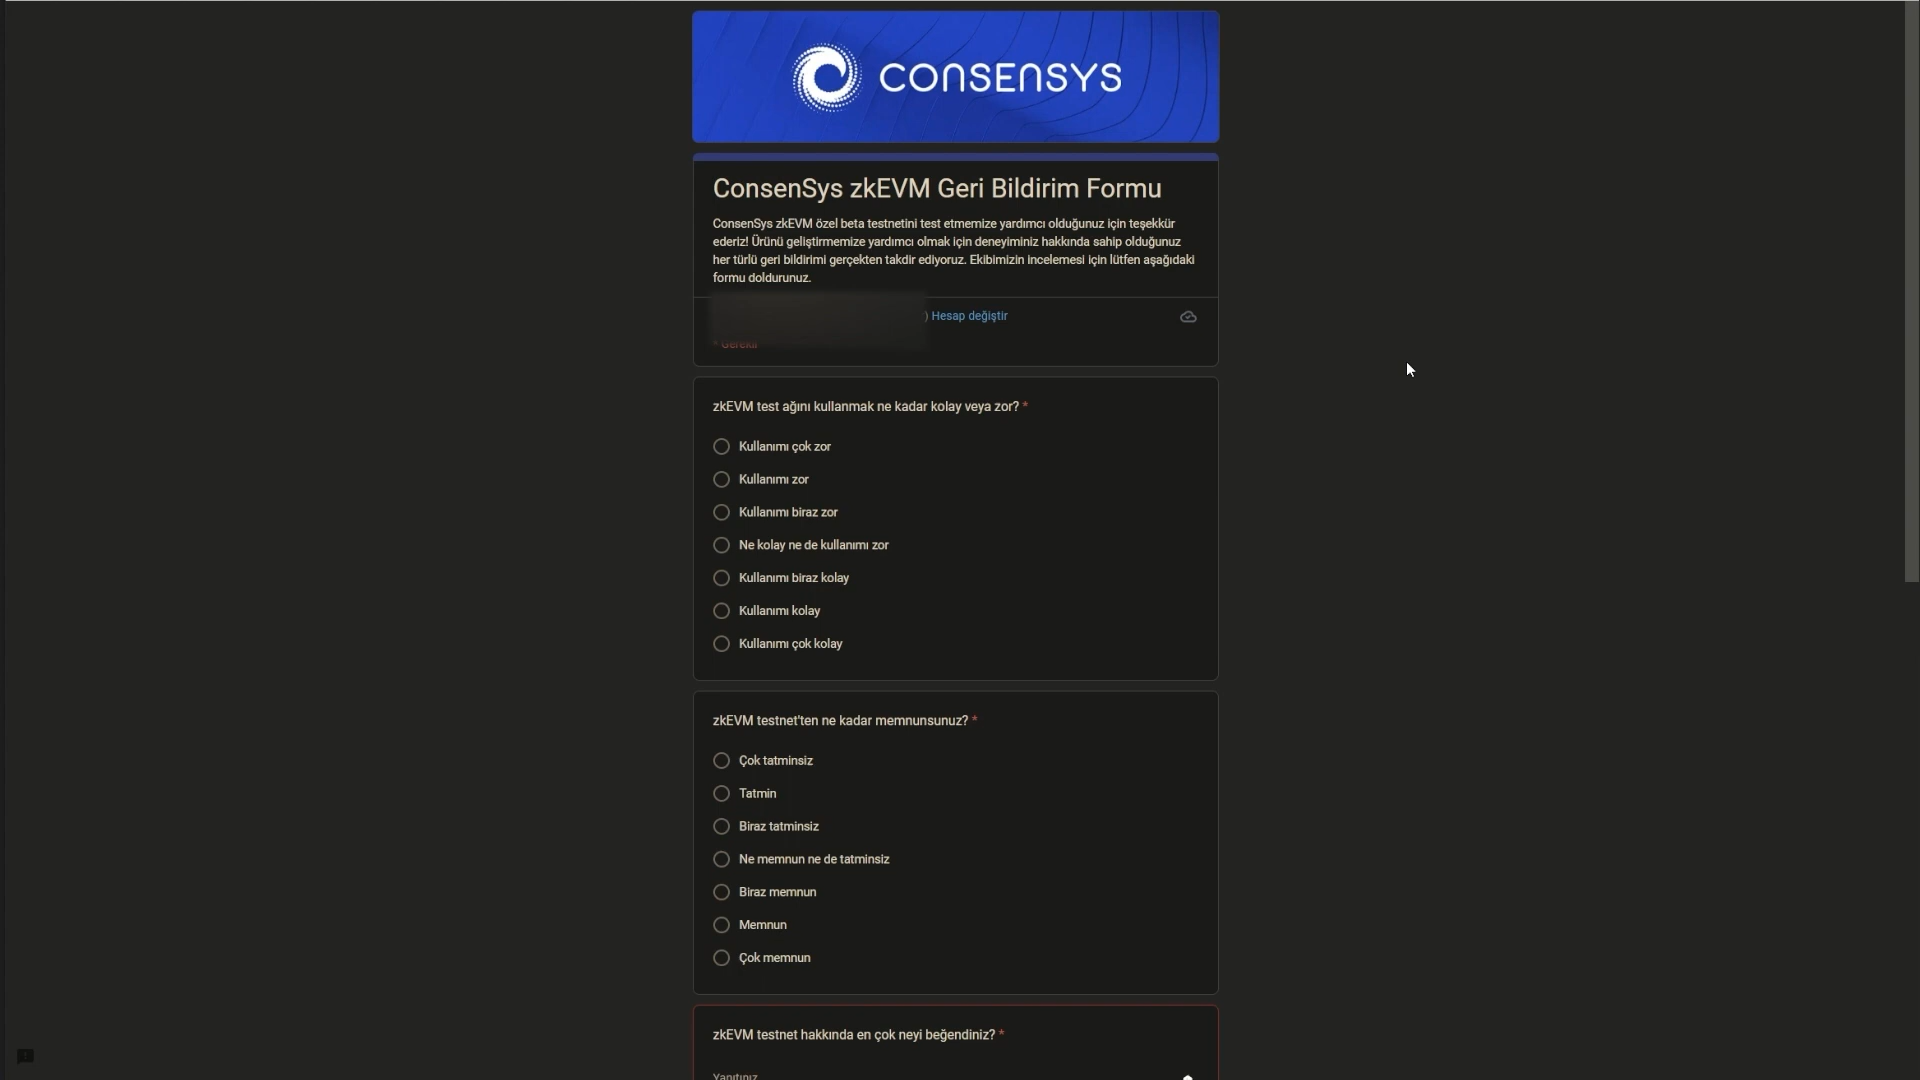 CONSENSYS
ConsenSys zkEVM Geri Bildirim Formu
ConsenSys zkEVM özel beta testnetini test etmemize yardımcı olduğunuz için teşekkür
ederiz! Ürünü geliştirmemize yardımcı olmak için deneyiminiz hakkında sahip olduğunuz
her türlü geri bildirimi gerçekten takdir ediyoruz. Ekibimizin incelemesi için lütfen aşağıdaki
formu doldurunuz.
) Hesap değiştir
zkEVM test ağını kullanmak ne kadar kolay veya zor? *
Kullanımı çok zor
Kullanımı zor
Kullanımı biraz zor
Ne kolay ne de kullanımı zor
Kullanımı biraz kolay
Kullanımı kolay
Kullanımı çok kolay
zkEVM testnet'ten ne kadar memnunsunuz? *
Çok tatminsiz
Tatmin
Biraz tatminsiz
Ne memnun ne de tatminsiz
Biraz memnun
Memnun
Çok memnun
zkEVM testnet hakkında en çok neyi beğendiniz? *
Yanıtınız